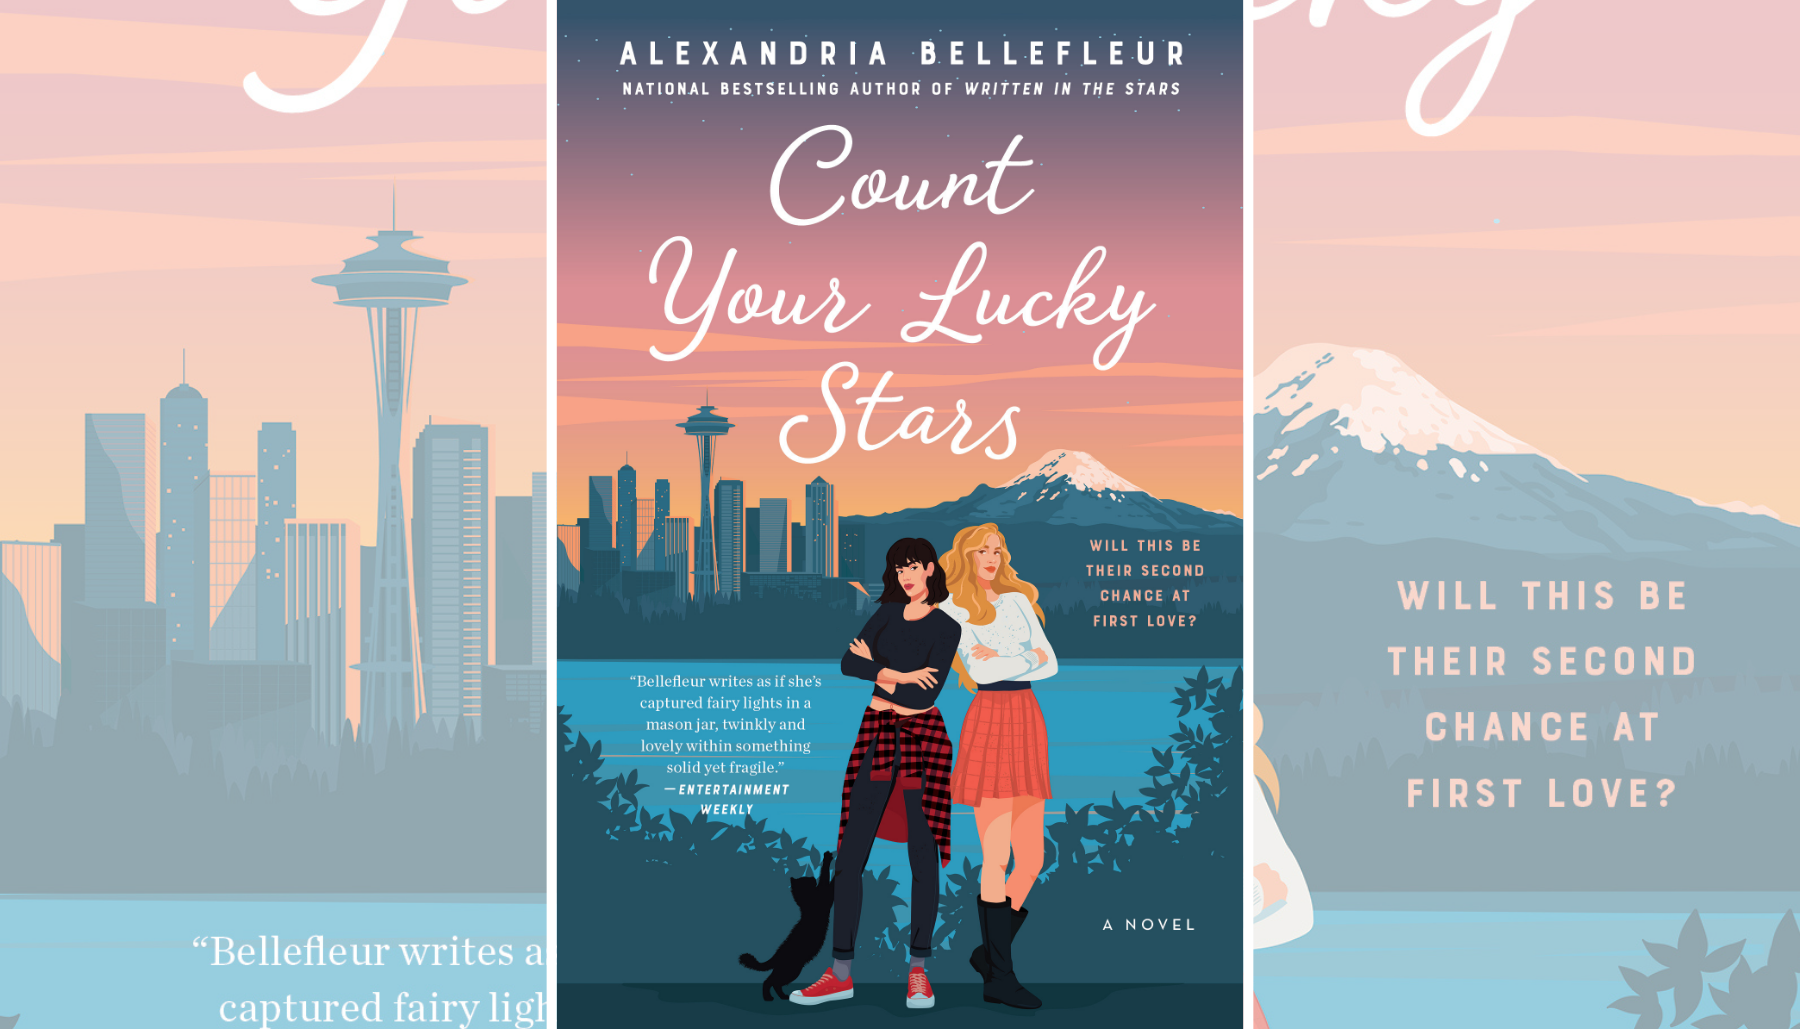 ALEXANDRIA BELLEFLEUR
NATIONAL BESTSELLING AUTHOR OF WRITTEN IN THE STARS
Count
Your Lucky
Stars
WILL THIS BE
THEIR SECOND
CHANCE AT
FIRST LOVE?
“Bellefleur writes as if she’s
captured fairy lights in a
mason jar, twinkly and
lovely within something
solid yet fragile.”
—ENTERTAINMENT
WEEKLY
A NOVEL
“Bellefleur writes a
captured fairy ligh
WILL THIS BE
THEIR SECOND
CHANCE AT
FIRST LOVE?